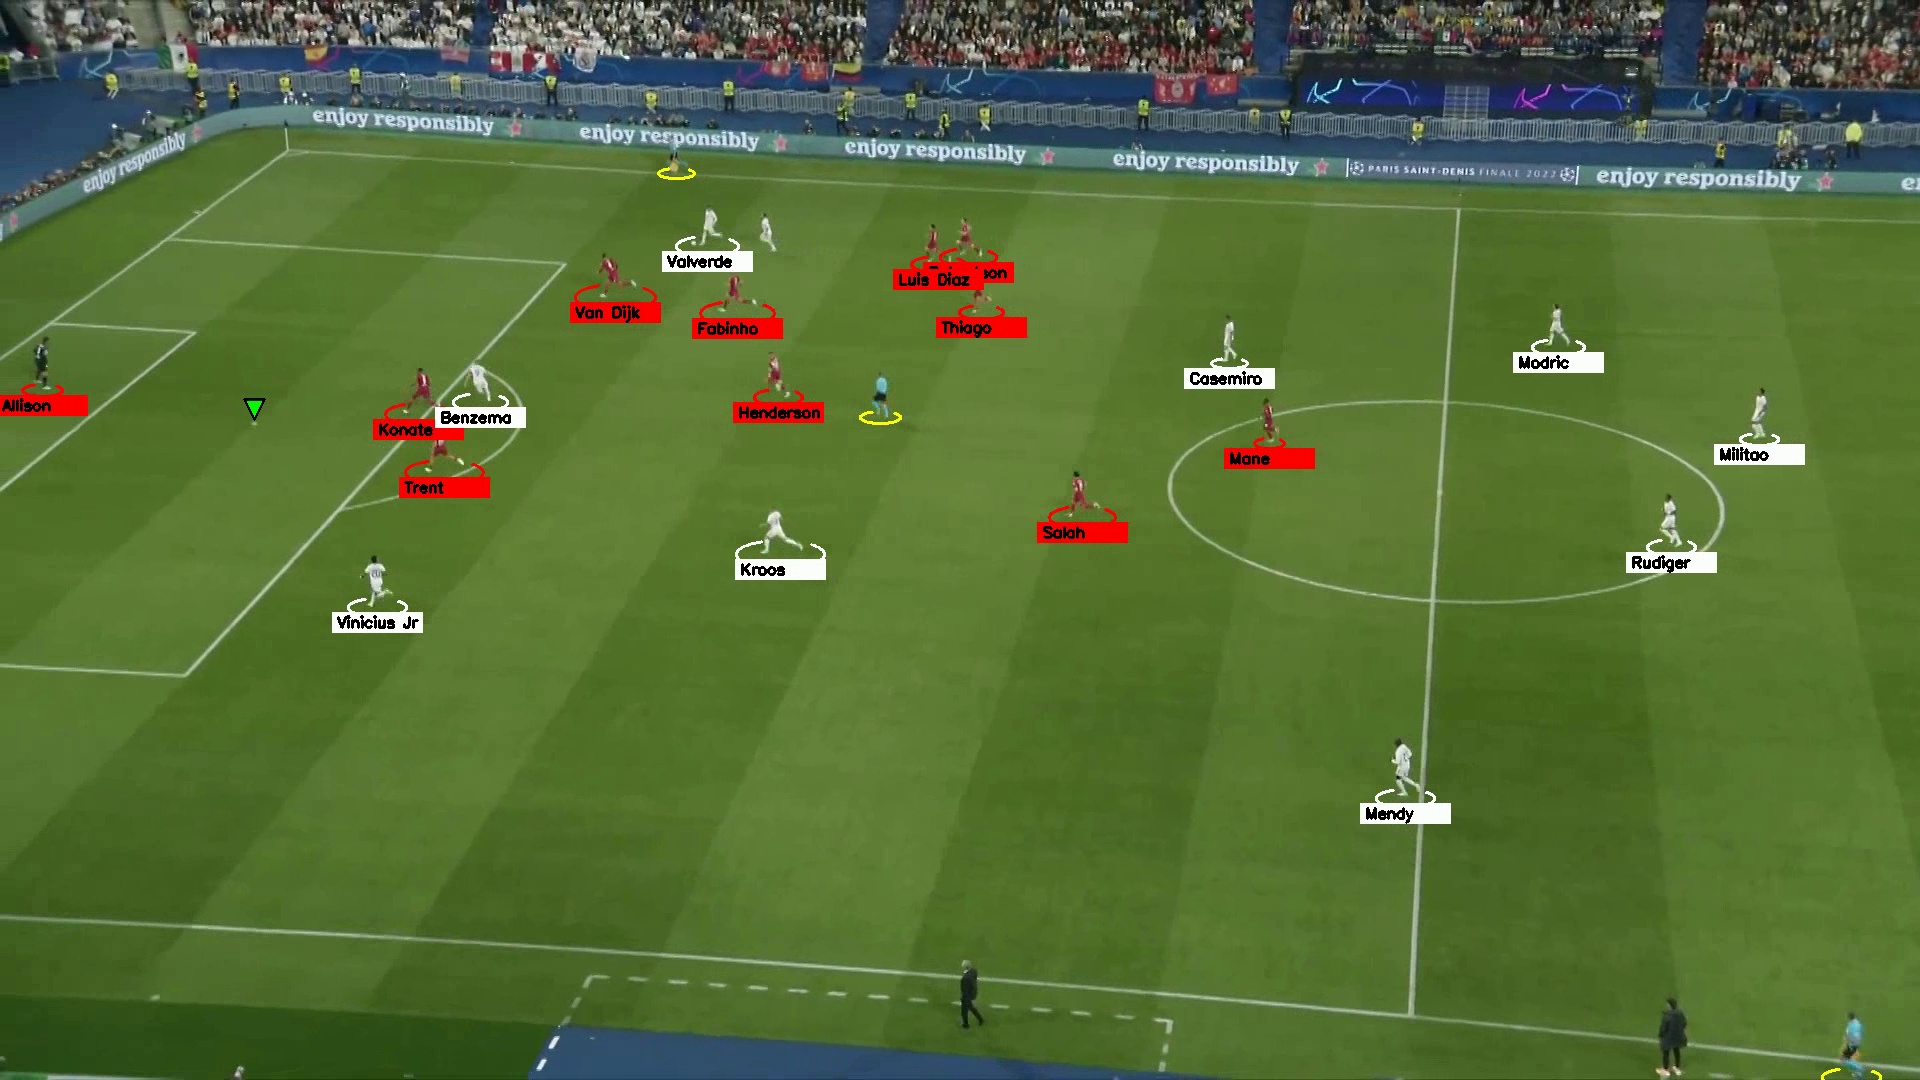 enjoy responsibly
enjoy responsibly
enjoy responsibly
enjoy responsibly
enjoy responsibly
PARIS SAINT-DENIS FINALE 2022
enjoy responsibly
Valverde
Luis Diaz
Van Dijk
Fabinho
Thiago
Casemiro
Modric
Allison
Konate
Benzema
Henderson
Trent
Mane
Militao
Salah
Kroos
Rudiger
Vinicius Jr
Mendy